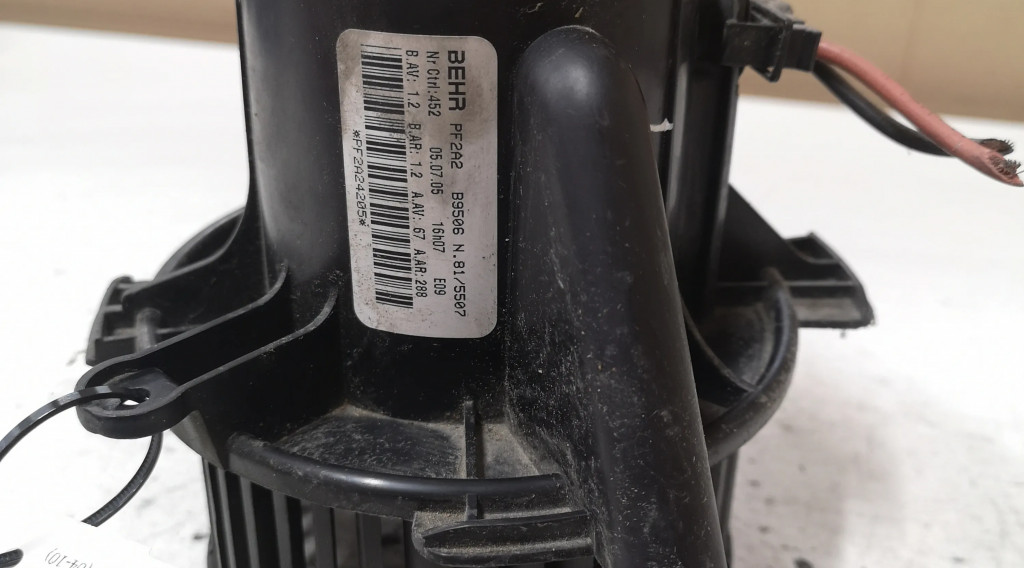 BEHR PF2A2 B9506 N.81/5507
Nr Ctrl:452 05.07.05 16h07 E09
B.AV: 1.2 B.AR: 1.2 A.AV: 67 A.AR:288
*PF2A24205*